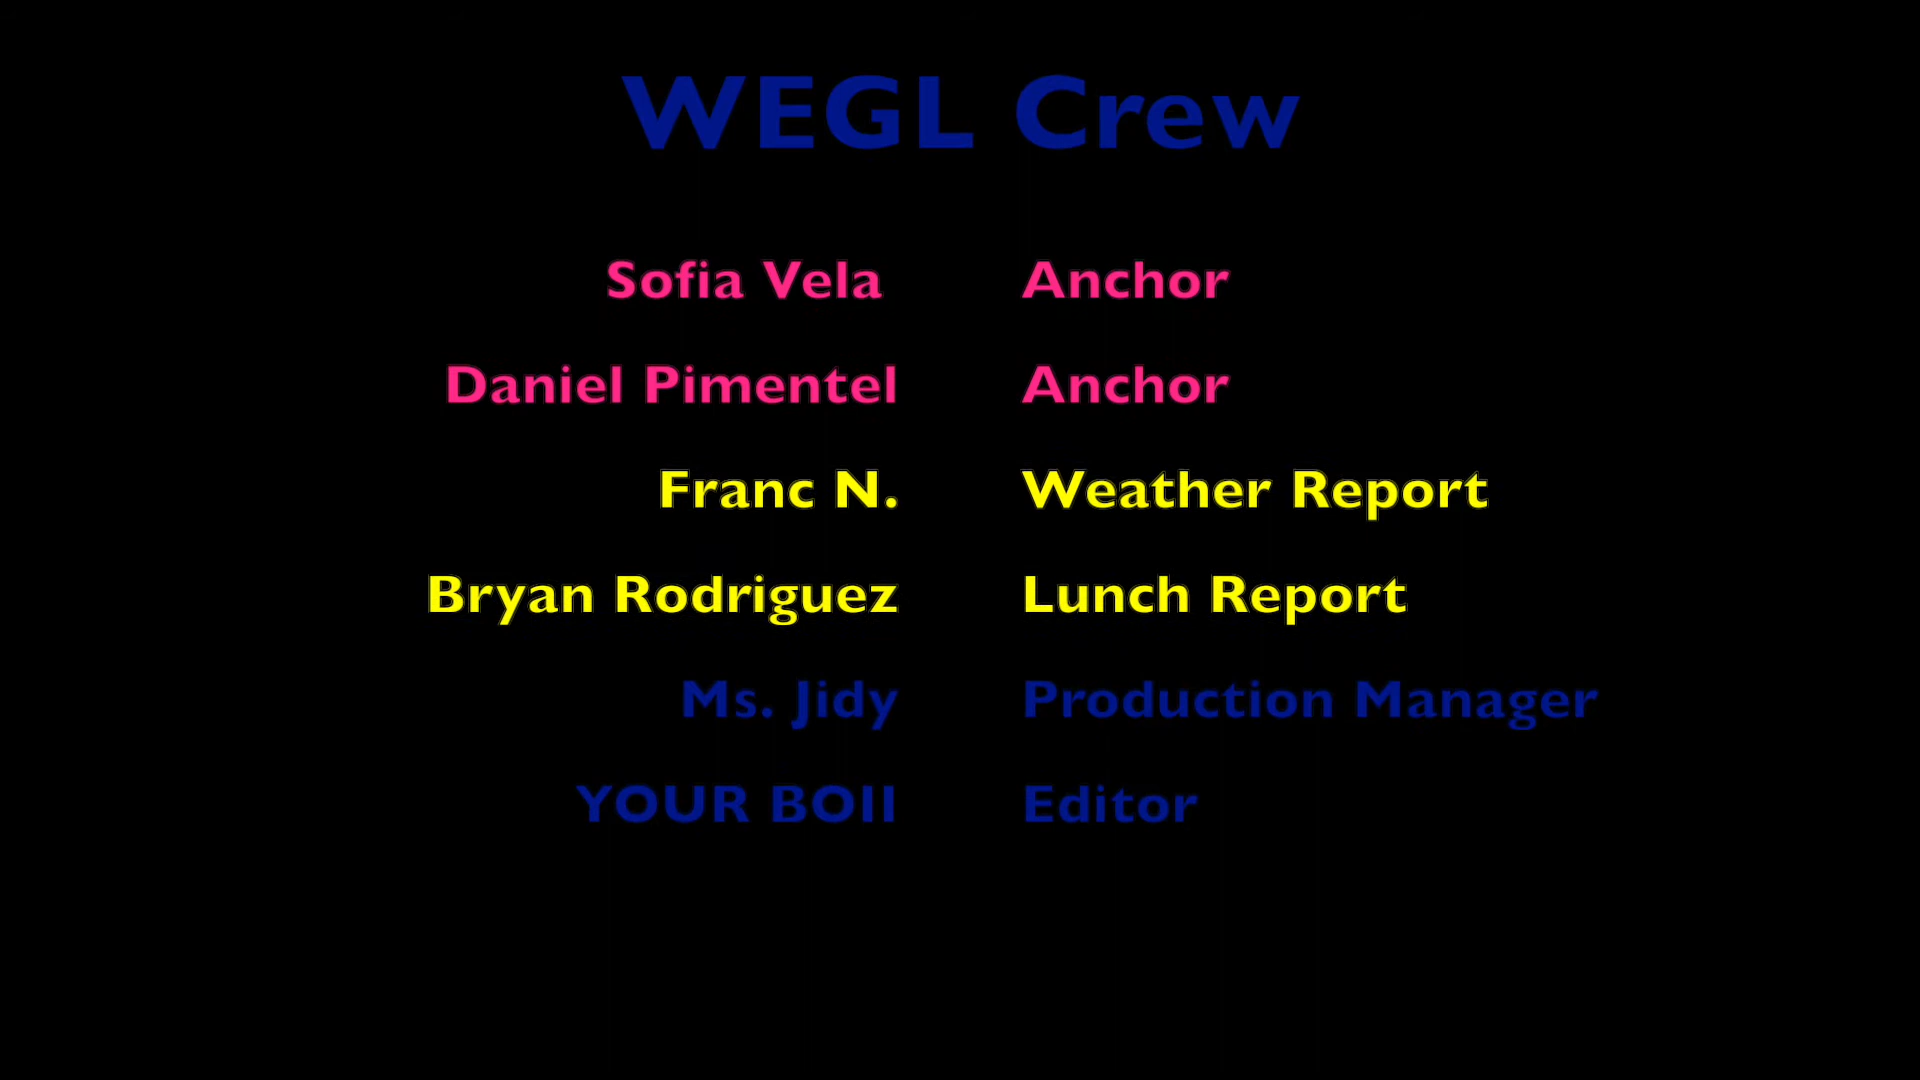 WEGL Crew
Sofia Vela Anchor
Daniel Pimentel Anchor
Franc N. Weather Report
Bryan Rodriguez Lunch Report
Ms. Jidy Production Manager
YOUR BOII Editor